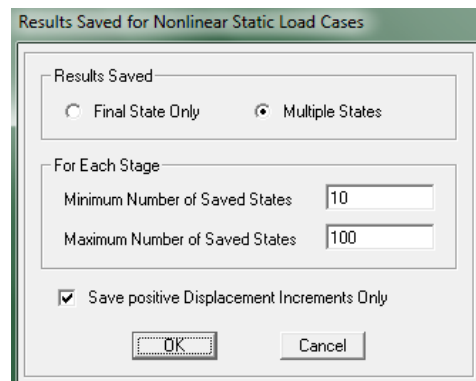 Results Saved for Nonlinear Static Load Cases
Results Saved
Final State Only Multiple States
For Each Stage
Minimum Number of Saved States 10
Maximum Number of Saved States 100
Save positive Displacement Increments Only
OK Cancel